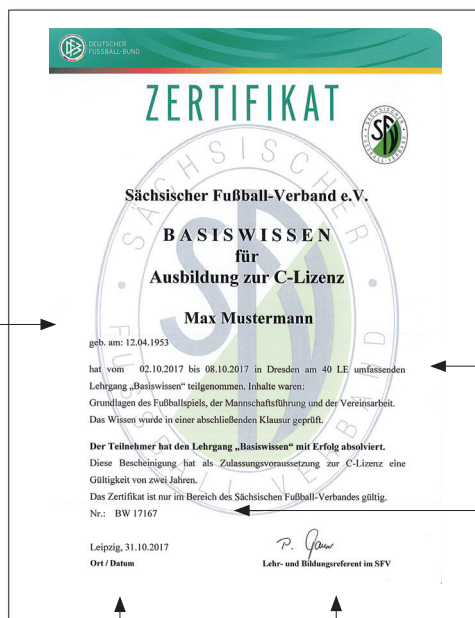 DEUTSCHER
FUSSBALL-BUND
ZERTIFIKAT
SFV
SÄCHSISCHER
FUSSBALL VERBAND
Sächsischer Fußball-Verband e.V.
BASISWISSEN
für
Ausbildung zur C-Lizenz
Max Mustermann
geb. am: 12.04.1953
hat vom 02.10.2017 bis 08.10.2017 in Dresden am 40 LE umfassenden
Lehrgang „Basiswissen" teilgenommen. Inhalte waren:
Grundlagen des Fußballspiels, der Mannschaftsführung und der Vereinsarbeit.
Das Wissen wurde in einer abschließenden Klausur geprüft.
Der Teilnehmer hat den Lehrgang „Basiswissen" mit Erfolg absolviert.
Diese Bescheinigung hat als Zulassungsvoraussetzung zur C-Lizenz eine
Gültigkeit von zwei Jahren.
Das Zertifikat ist nur im Bereich des Sächsischen Fußball-Verbandes gültig.
Nr.: BW 17167
Leipzig, 31.10.2017
Ort / Datum
Lehr- und Bildungsreferent im SFV